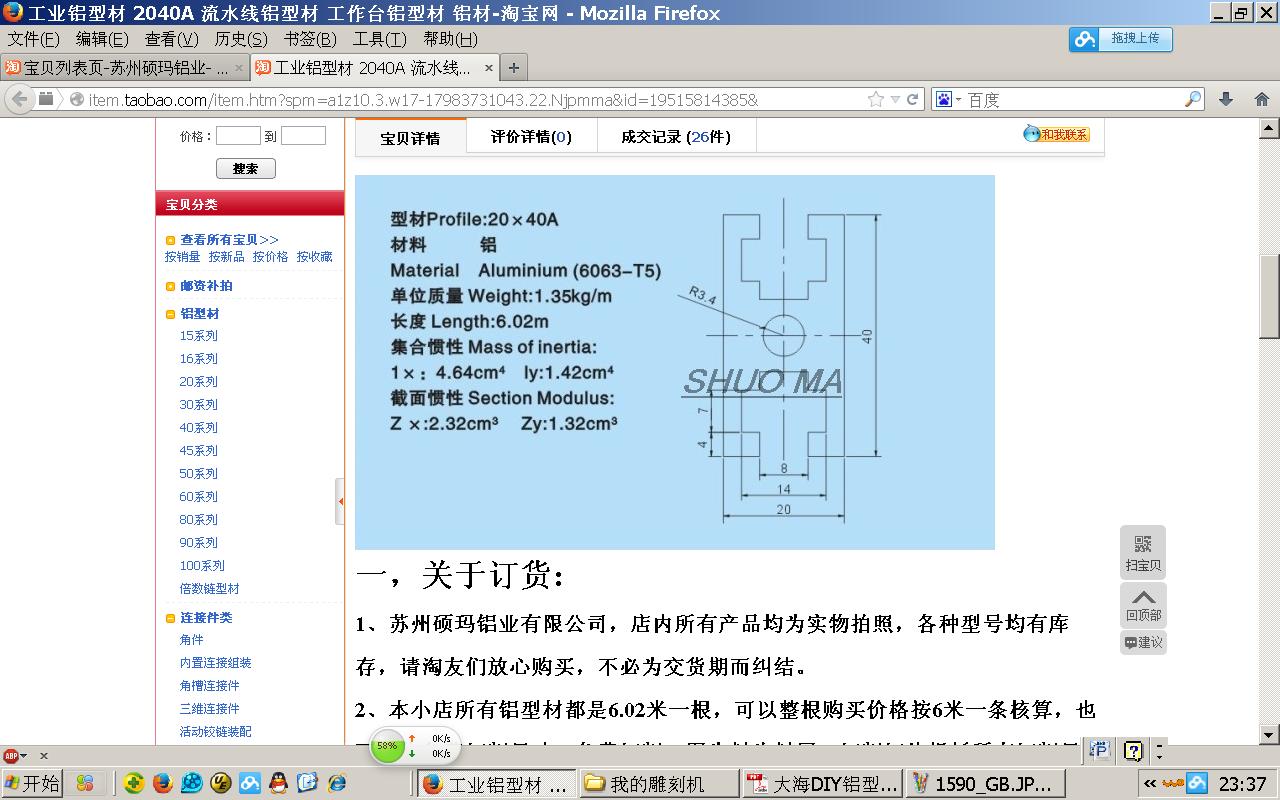 工业铝型材 2040A 流水线铝型材 工作台铝型材 铝材-淘宝网 - Mozilla Firefox
文件(F) 编辑(E) 查看(V) 历史(S) 书签(B) 工具(T) 帮助(H)
拖拽上传
宝贝列表页-苏州硕玛铝业- ... × 工业铝型材 2040A 流水线... × +
item.taobao.com/item.htm?spm=a1z10.3.w17-17983731043.22.Njpmma&id=19515814385&
百度
价格： 到
搜索
宝贝分类
查看所有宝贝>>
按销量 按新品 按价格 按收藏
邮资补拍
铝型材
15系列
16系列
20系列
30系列
40系列
45系列
50系列
60系列
80系列
90系列
100系列
倍数链型材
连接件类
角件
内置连接组装
角槽连接件
三维连接件
活动铰链装配
宝贝详情 评价详情(0) 成交记录 (26件)
和我联系
型材Profile:20×40A
材料 铝
Material Aluminium (6063-T5)
单位质量 Weight:1.35kg/m
长度 Length:6.02m
集合惯性 Mass of inertia:
1×：4.64cm⁴ Iy:1.42cm⁴
截面惯性 Section Modulus:
Z ×:2.32cm³ Zy:1.32cm³
R3.4
40
SHUO MA
7
4
8
14
20
一，关于订货：
1、苏州硕玛铝业有限公司，店内所有产品均为实物拍照，各种型号均有库
存，请淘友们放心购买，不必为交货期而纠结。
2、本小店所有铝型材都是6.02米一根，可以整根购买价格按6米一条核算，也
扫宝贝
回顶部
建议
58%
0K/s
0K/s
ABP
开始
工业铝型材 ...
我的雕刻机
大海DIY铝型...
1590_GB.JP...
23:37